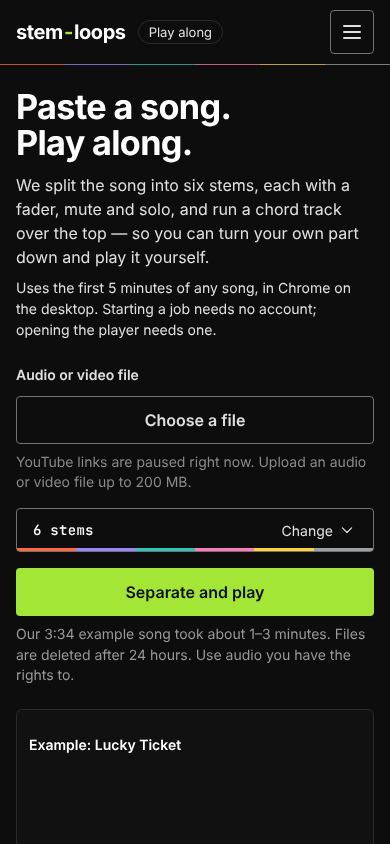 stem-loops
Play along
Paste a song.
Play along.
We split the song into six stems, each with a
fader, mute and solo, and run a chord track
over the top — so you can turn your own part
down and play it yourself.
Uses the first 5 minutes of any song, in Chrome on
the desktop. Starting a job needs no account;
opening the player needs one.
Audio or video file
Choose a file
YouTube links are paused right now. Upload an audio
or video file up to 200 MB.
6 stems
Change
Separate and play
Our 3:34 example song took about 1–3 minutes. Files
are deleted after 24 hours. Use audio you have the
rights to.
Example: Lucky Ticket